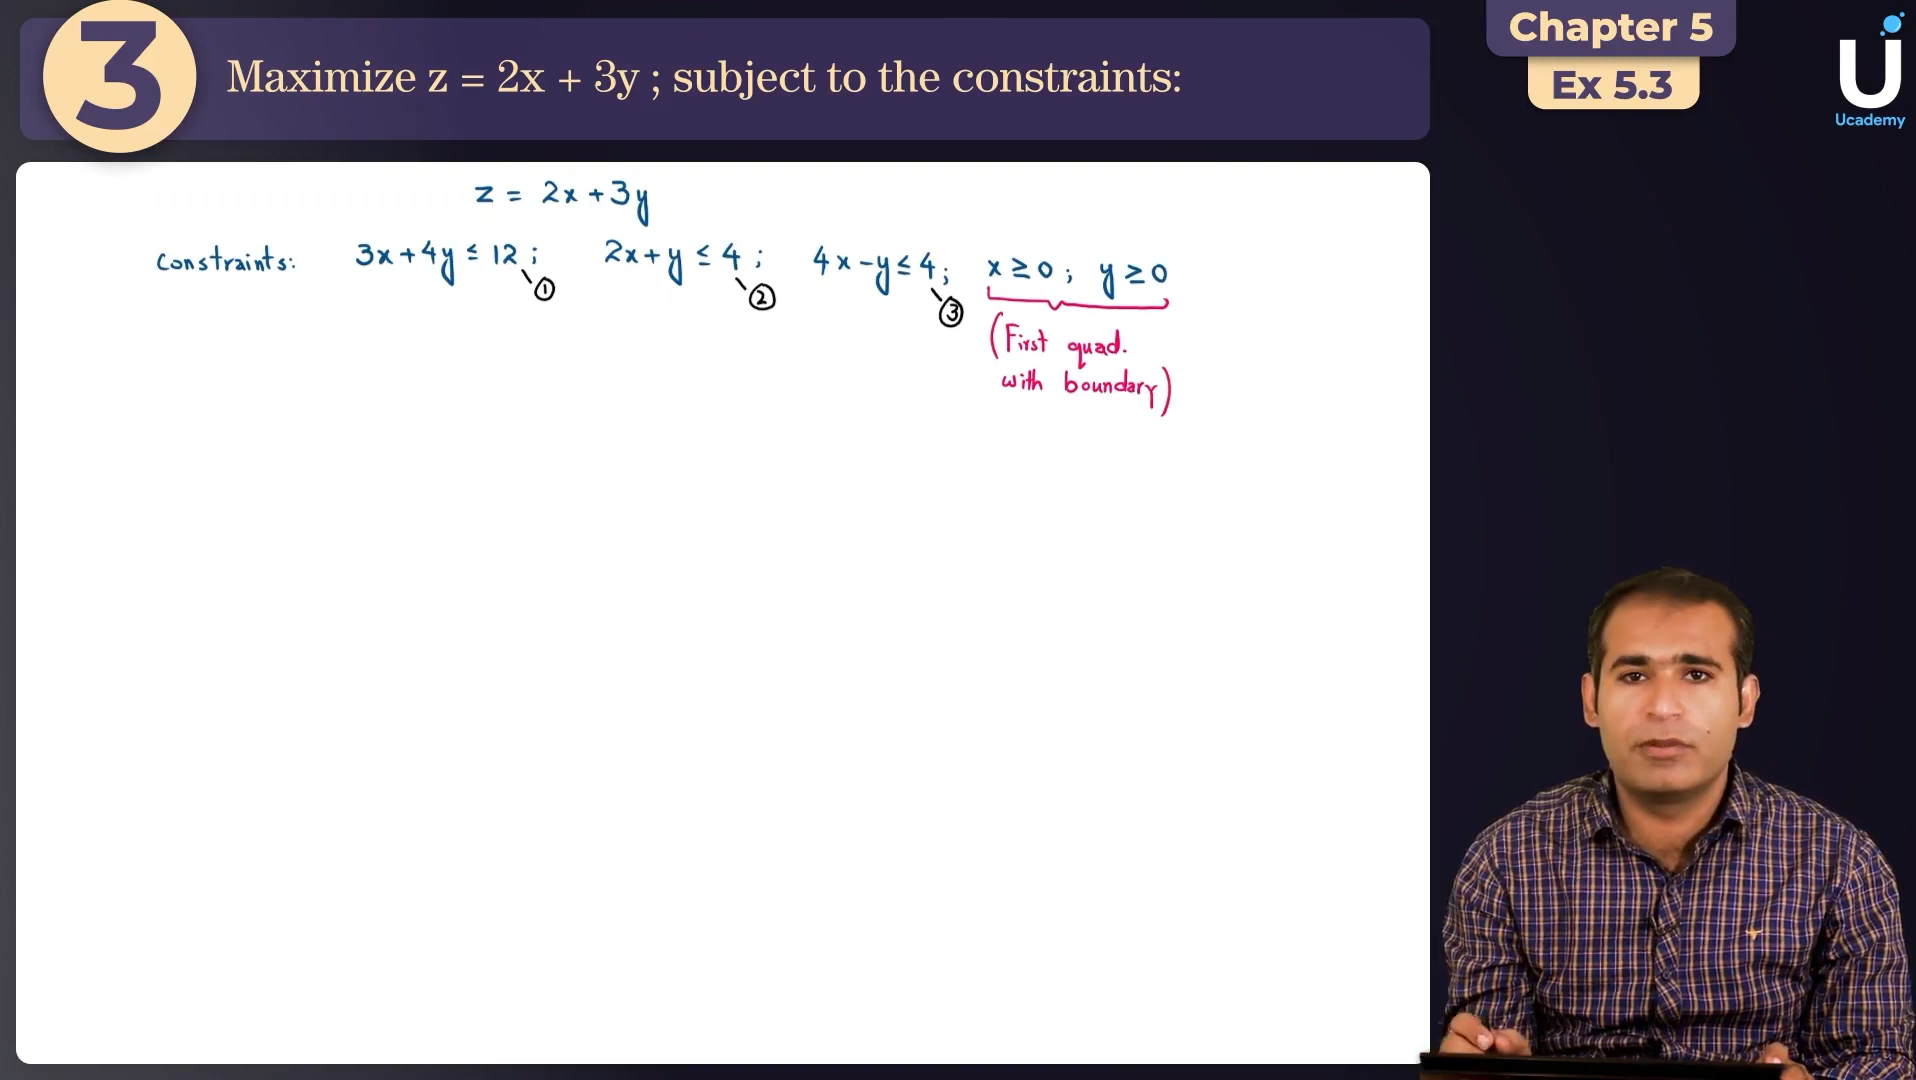 3 Maximize z = 2x + 3y ; subject to the constraints:
Chapter 5
Ex 5.3
Ucademy
z = 2x + 3y
constraints: 3x + 4y ≤ 12 ; 2x + y ≤ 4 ; 4x - y ≤ 4 ; x ≥ 0 ; y ≥ 0
① ② ③
(First quad.
with boundary)